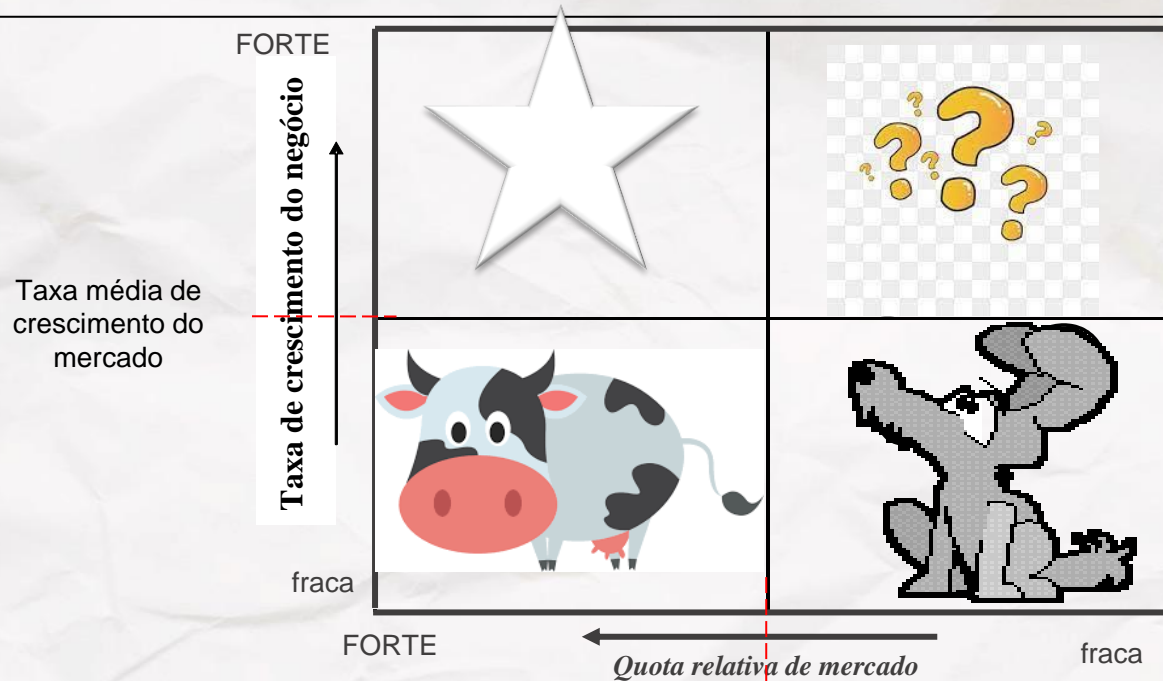 FORTE
Taxa de crescimento do negócio
Taxa média de
crescimento do
mercado
fraca
FORTE
Quota relativa de mercado
fraca